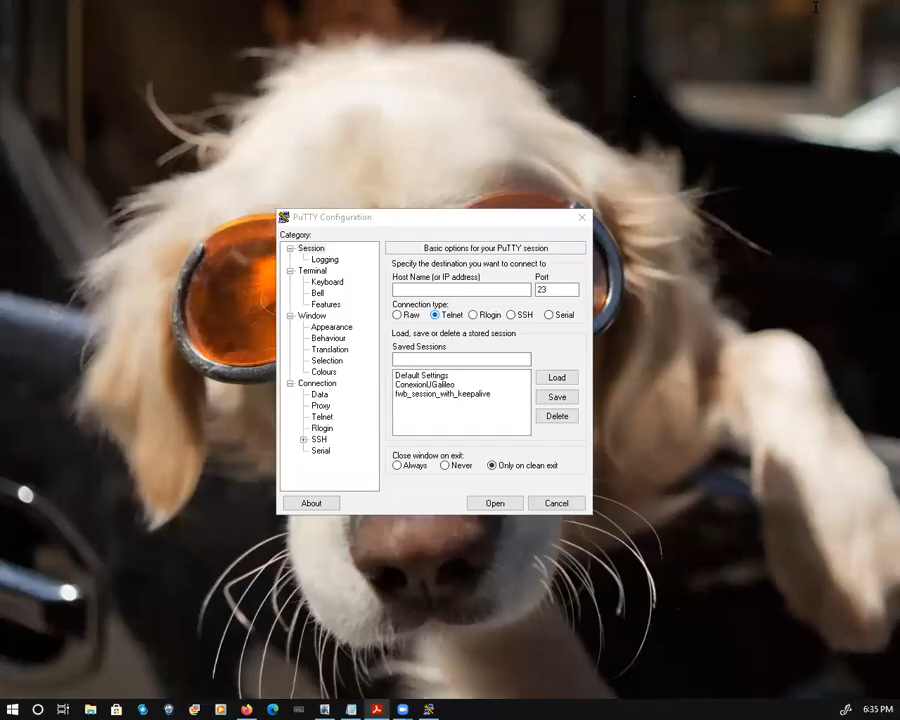 PuTTY Configuration
Category:
Session
Logging
Terminal
Keyboard
Bell
Features
Window
Appearance
Behaviour
Translation
Selection
Colours
Connection
Data
Proxy
Telnet
Rlogin
SSH
Serial
Basic options for your PuTTY session
Specify the destination you want to connect to
Host Name (or IP address) Port
23
Connection type:
Raw Telnet Rlogin SSH Serial
Load, save or delete a stored session
Saved Sessions
Default Settings
ConexionUGalileo
fwb_session_with_keepalive
Load
Save
Delete
Close window on exit:
Always Never Only on clean exit
About Open Cancel
6:35 PM